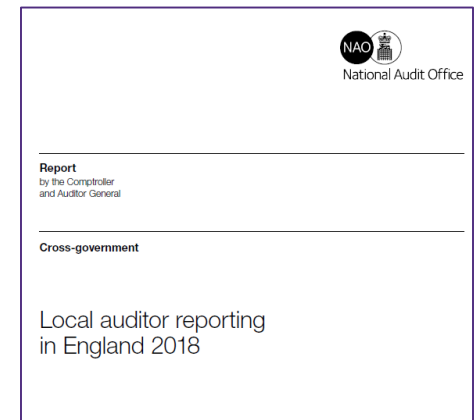 NAO
National Audit Office
Report
by the Comptroller
and Auditor General
Cross-government
Local auditor reporting
in England 2018